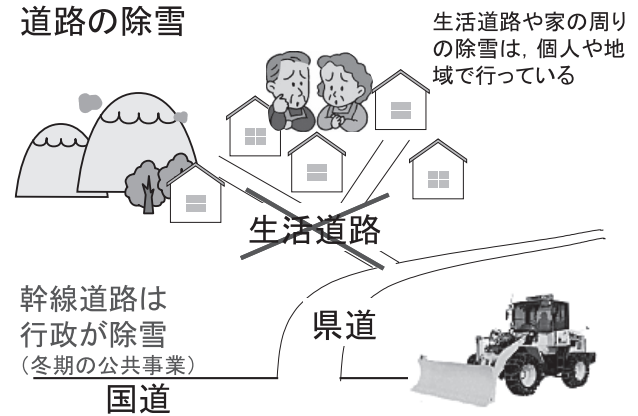 道路の除雪
生活道路や家の周り
の除雪は，個人や地
域で行っている
生活道路
幹線道路は
行政が除雪
（冬期の公共事業）
県道
国道